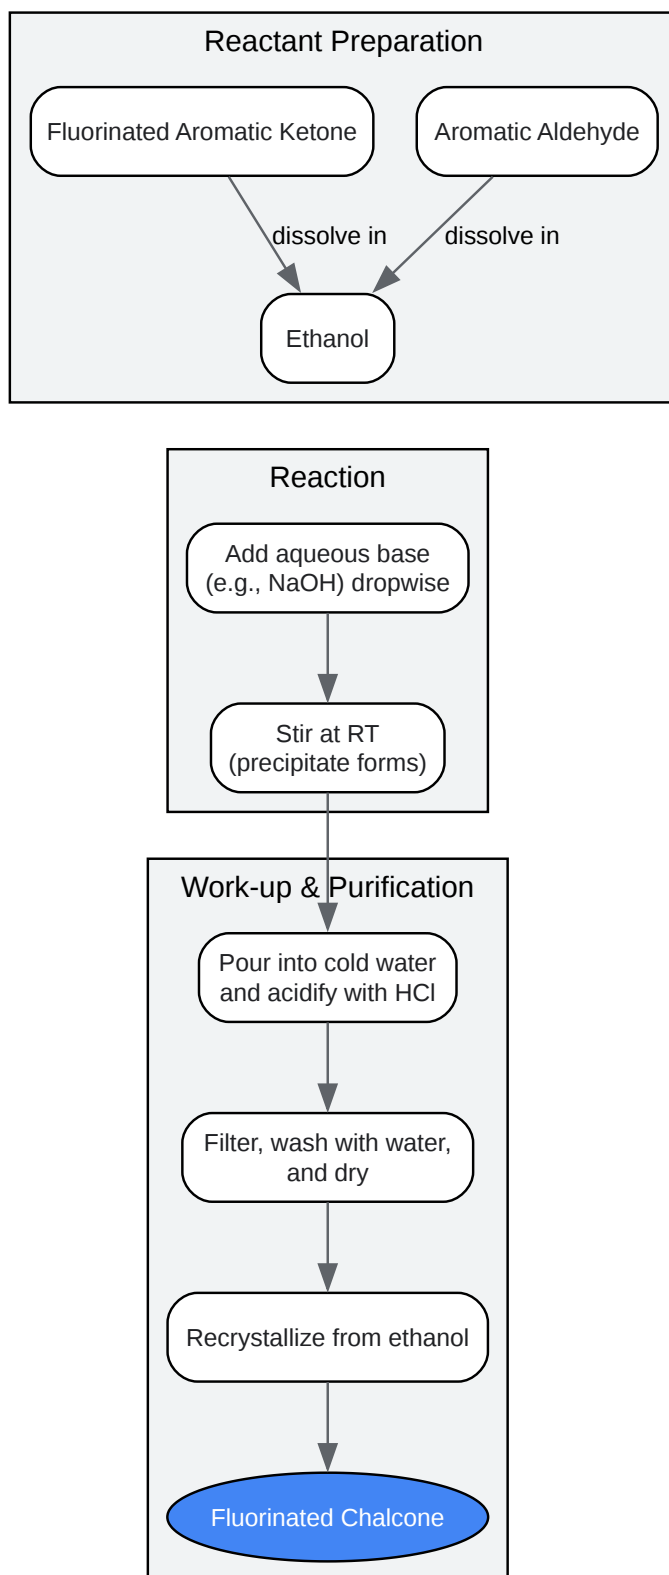 Reactant Preparation
Fluorinated Aromatic Ketone
Aromatic Aldehyde
dissolve in
dissolve in
Ethanol
Reaction
Add aqueous base
(e.g., NaOH) dropwise
Stir at RT
(precipitate forms)
Work-up & Purification
Pour into cold water
and acidify with HCl
Filter, wash with water,
and dry
Recrystallize from ethanol
Fluorinated Chalcone